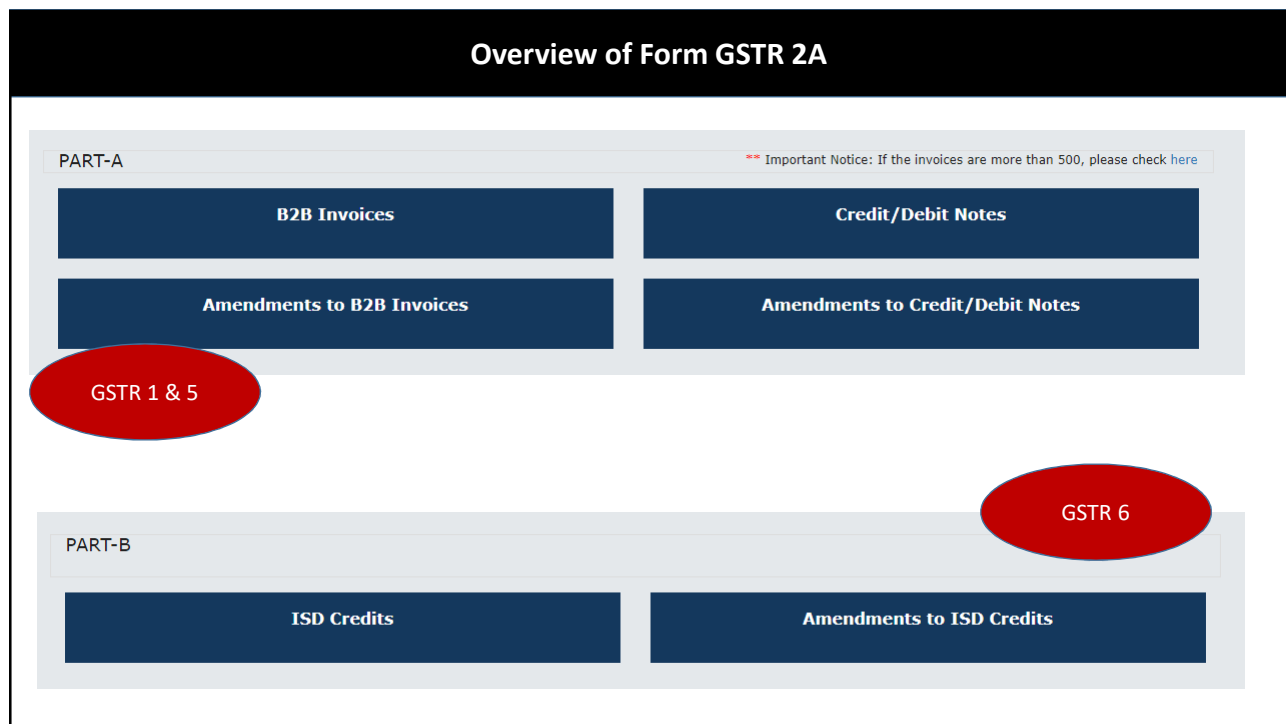 Overview of Form GSTR 2A
PART-A
** Important Notice: If the invoices are more than 500, please check here
B2B Invoices
Credit/Debit Notes
Amendments to B2B Invoices
Amendments to Credit/Debit Notes
GSTR 1 & 5
GSTR 6
PART-B
ISD Credits
Amendments to ISD Credits